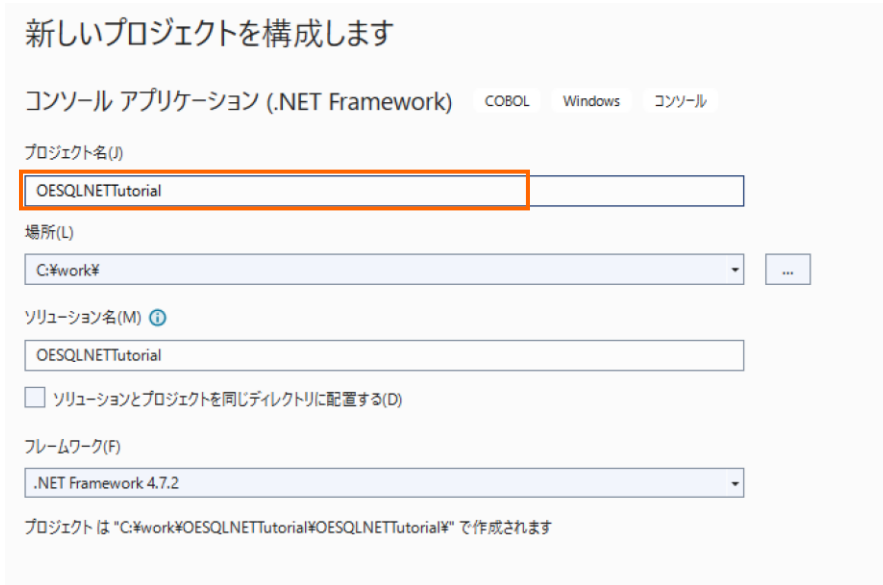 新しいプロジェクトを構成します
コンソール アプリケーション (.NET Framework) COBOL Windows コンソール
プロジェクト名(J)
OESQLNETTutorial
場所(L)
C:¥work¥
...
ソリューション名(M)
OESQLNETTutorial
ソリューションとプロジェクトを同じディレクトリに配置する(D)
フレームワーク(F)
.NET Framework 4.7.2
プロジェクト は "C:¥work¥OESQLNETTutorial¥OESQLNETTutorial¥" で作成されます